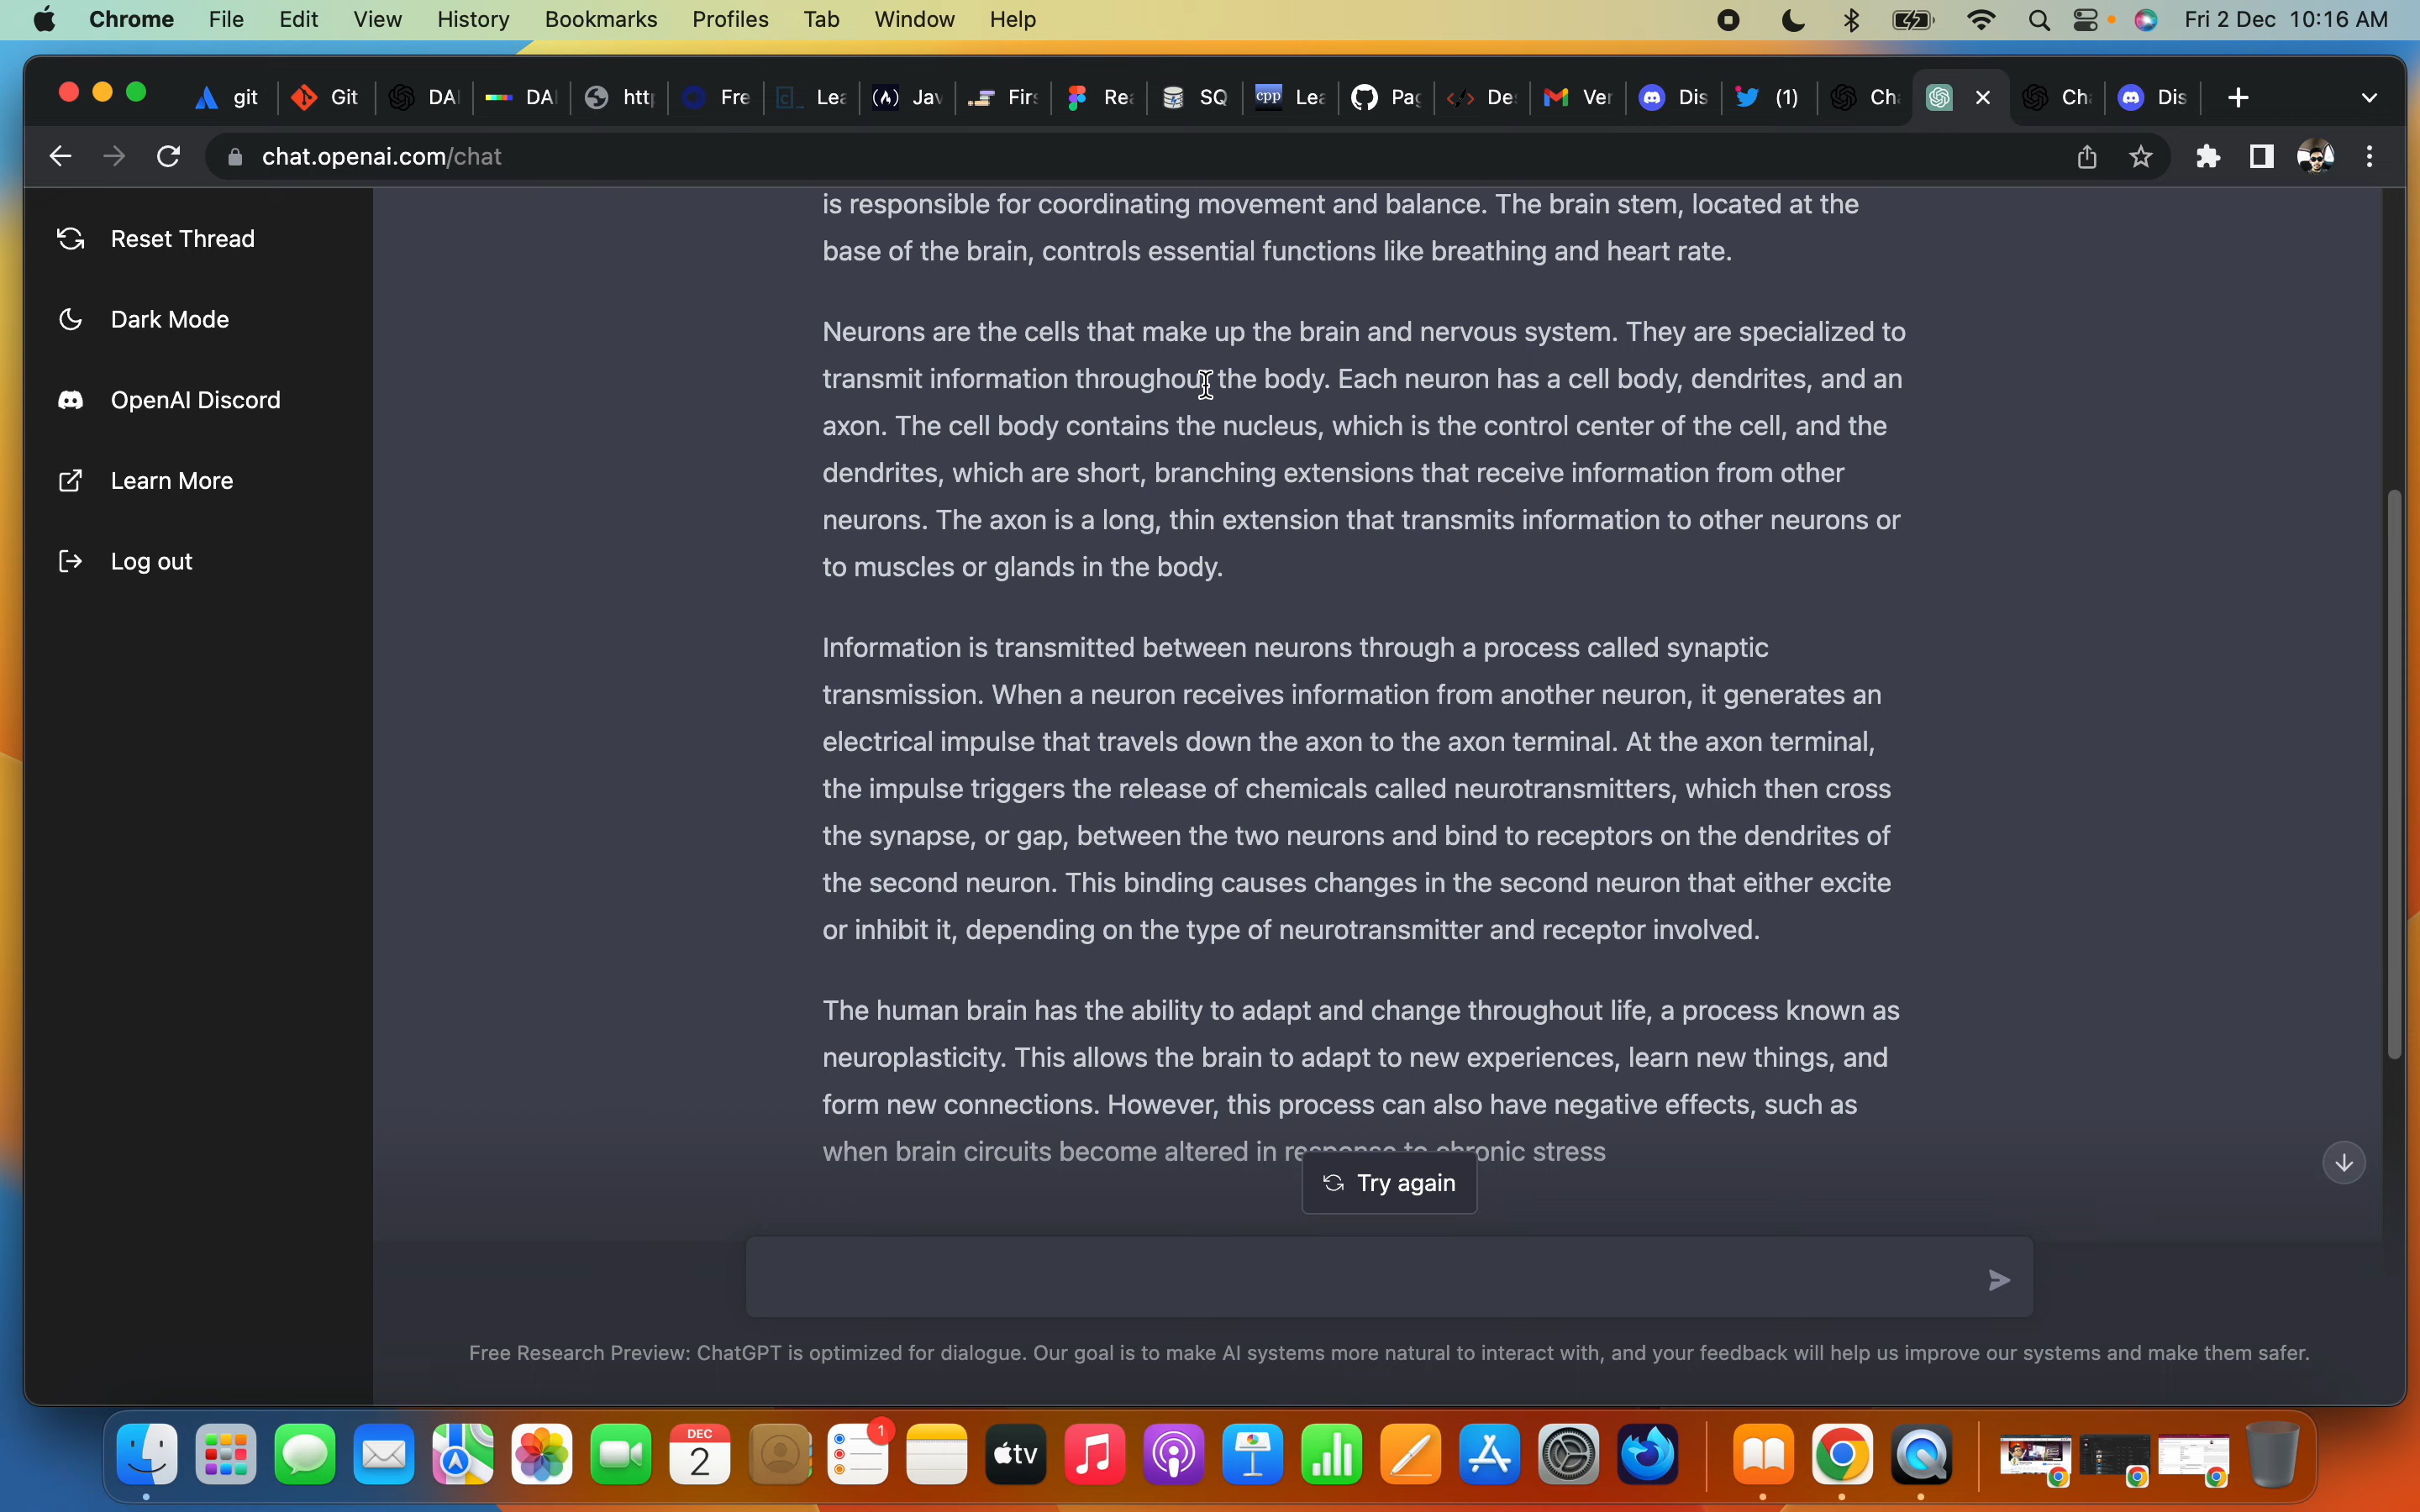 Chrome File Edit View History Bookmarks Profiles Tab Window Help Fri 2 Dec 10:16 AM
git Git DA DA htt Fre Lea Jav Firs Rea SQ cpp Lea Pag Des Ver Dis (1) Cha Cha Dis
chat.openai.com/chat
Reset Thread
Dark Mode
OpenAI Discord
Learn More
Log out
is responsible for coordinating movement and balance. The brain stem, located at the
base of the brain, controls essential functions like breathing and heart rate.
Neurons are the cells that make up the brain and nervous system. They are specialized to
transmit information throughout the body. Each neuron has a cell body, dendrites, and an
axon. The cell body contains the nucleus, which is the control center of the cell, and the
dendrites, which are short, branching extensions that receive information from other
neurons. The axon is a long, thin extension that transmits information to other neurons or
to muscles or glands in the body.
Information is transmitted between neurons through a process called synaptic
transmission. When a neuron receives information from another neuron, it generates an
electrical impulse that travels down the axon to the axon terminal. At the axon terminal,
the impulse triggers the release of chemicals called neurotransmitters, which then cross
the synapse, or gap, between the two neurons and bind to receptors on the dendrites of
the second neuron. This binding causes changes in the second neuron that either excite
or inhibit it, depending on the type of neurotransmitter and receptor involved.
The human brain has the ability to adapt and change throughout life, a process known as
neuroplasticity. This allows the brain to adapt to new experiences, learn new things, and
form new connections. However, this process can also have negative effects, such as
when brain circuits become altered in response to chronic stress
Try again
Free Research Preview: ChatGPT is optimized for dialogue. Our goal is to make AI systems more natural to interact with, and your feedback will help us improve our systems and make them safer.
DEC
2
1
tv